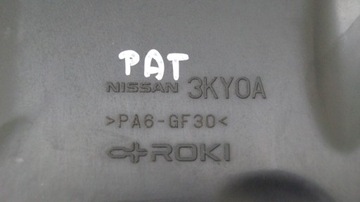 PAT
NISSAN 3KY0A
>PA6-GF30<
ROKI